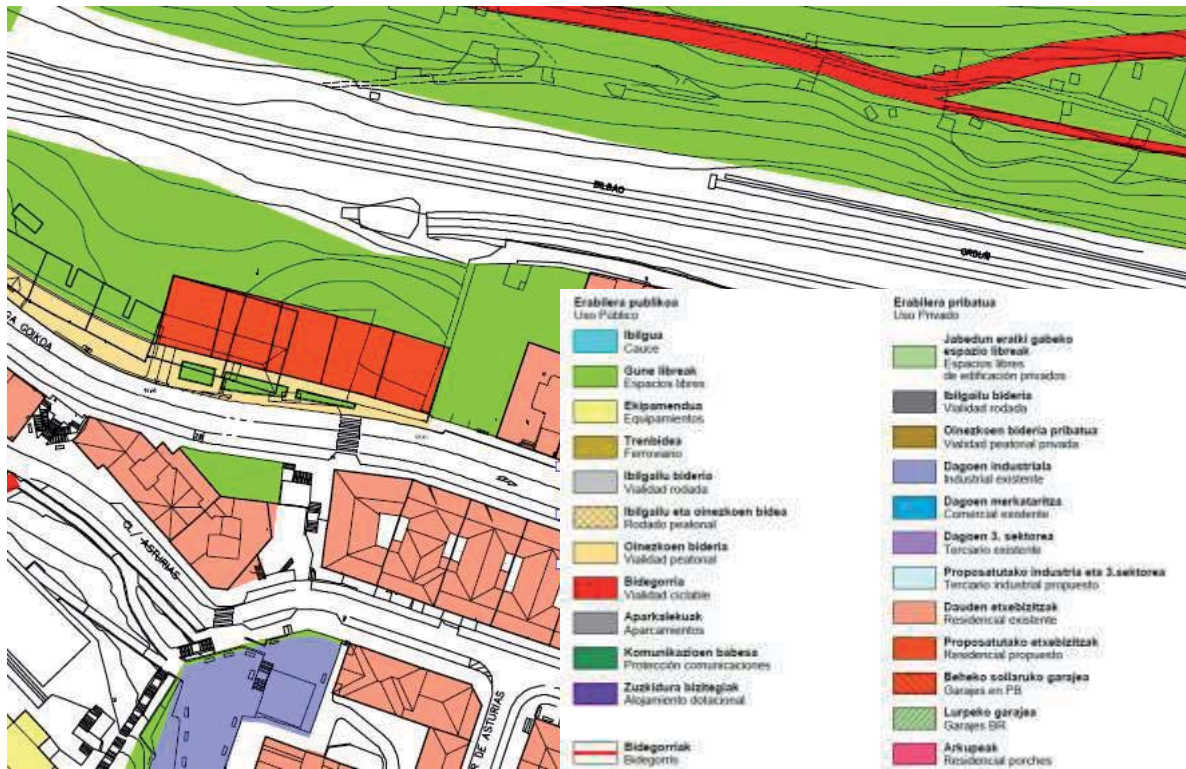 BILBAO
GOIKOA
CL/ ASTURIAS
DE ASTURIAS
Erabilera publikoa
Uso Público
Ibilgua
Cauce
Gune libreak
Espacios libres
Ekipamendua
Equipamientos
Trenbidea
Ferroviario
Ibilgailu bideria
Vialidad rodada
Ibilgailu eta oinezkoen bidea
Rodado peatonal
Oinezkoen bideria
Vialidad peatonal
Bidegorria
Vialidad ciclable
Aparkalekuak
Aparcamientos
Komunikazioen babesa
Protección comunicaciones
Zuzkidura bizitegiak
Alojamiento dotacional
Bidegorriak
Bidegorris
Erabilera pribatua
Uso Privado
Jabedun eraiki gabeko
espazio libreak
Espacios libres
de edificación privados
Ibilgailu bideria
Vialidad rodada
Oinezkoen bideria pribatua
Vialidad peatonal privada
Dagoen industriala
Industrial existente
Dagoen merkataritza
Comercial existente
Dagoen 3. sektorea
Terciario existente
Proposatutako industria eta 3.sektorea
Terciario industrial propuesto
Dauden etxebizitzak
Residencial existente
Proposatutako etxebizitzak
Residencial propuesto
Beheko soilaruko garajea
Garajes en PB
Lurpeko garajea
Garajes BR
Arkupeak
Residencial porches